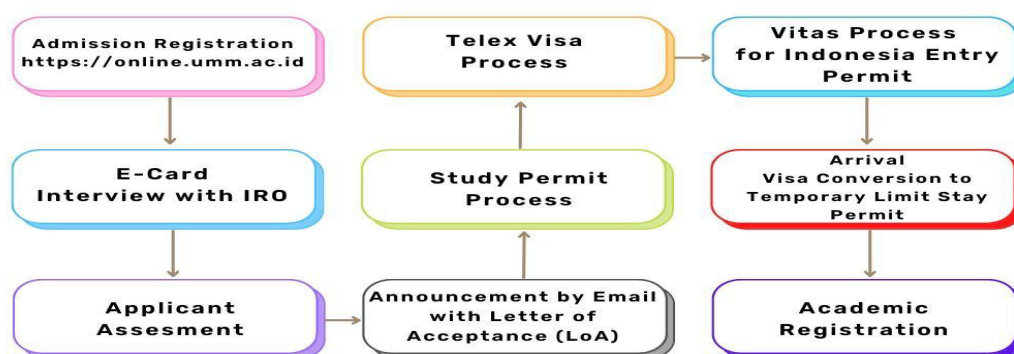 Admission Registration
https://online.umm.ac.id
E-Card
Interview with IRO
Applicant
Assesment
Announcement by Email
with Letter of
Acceptance (LoA)
Study Permit
Process
Telex Visa
Process
Vitas Process
for Indonesia Entry
Permit
Arrival
Visa Conversion to
Temporary Limit Stay
Permit
Academic
Registration